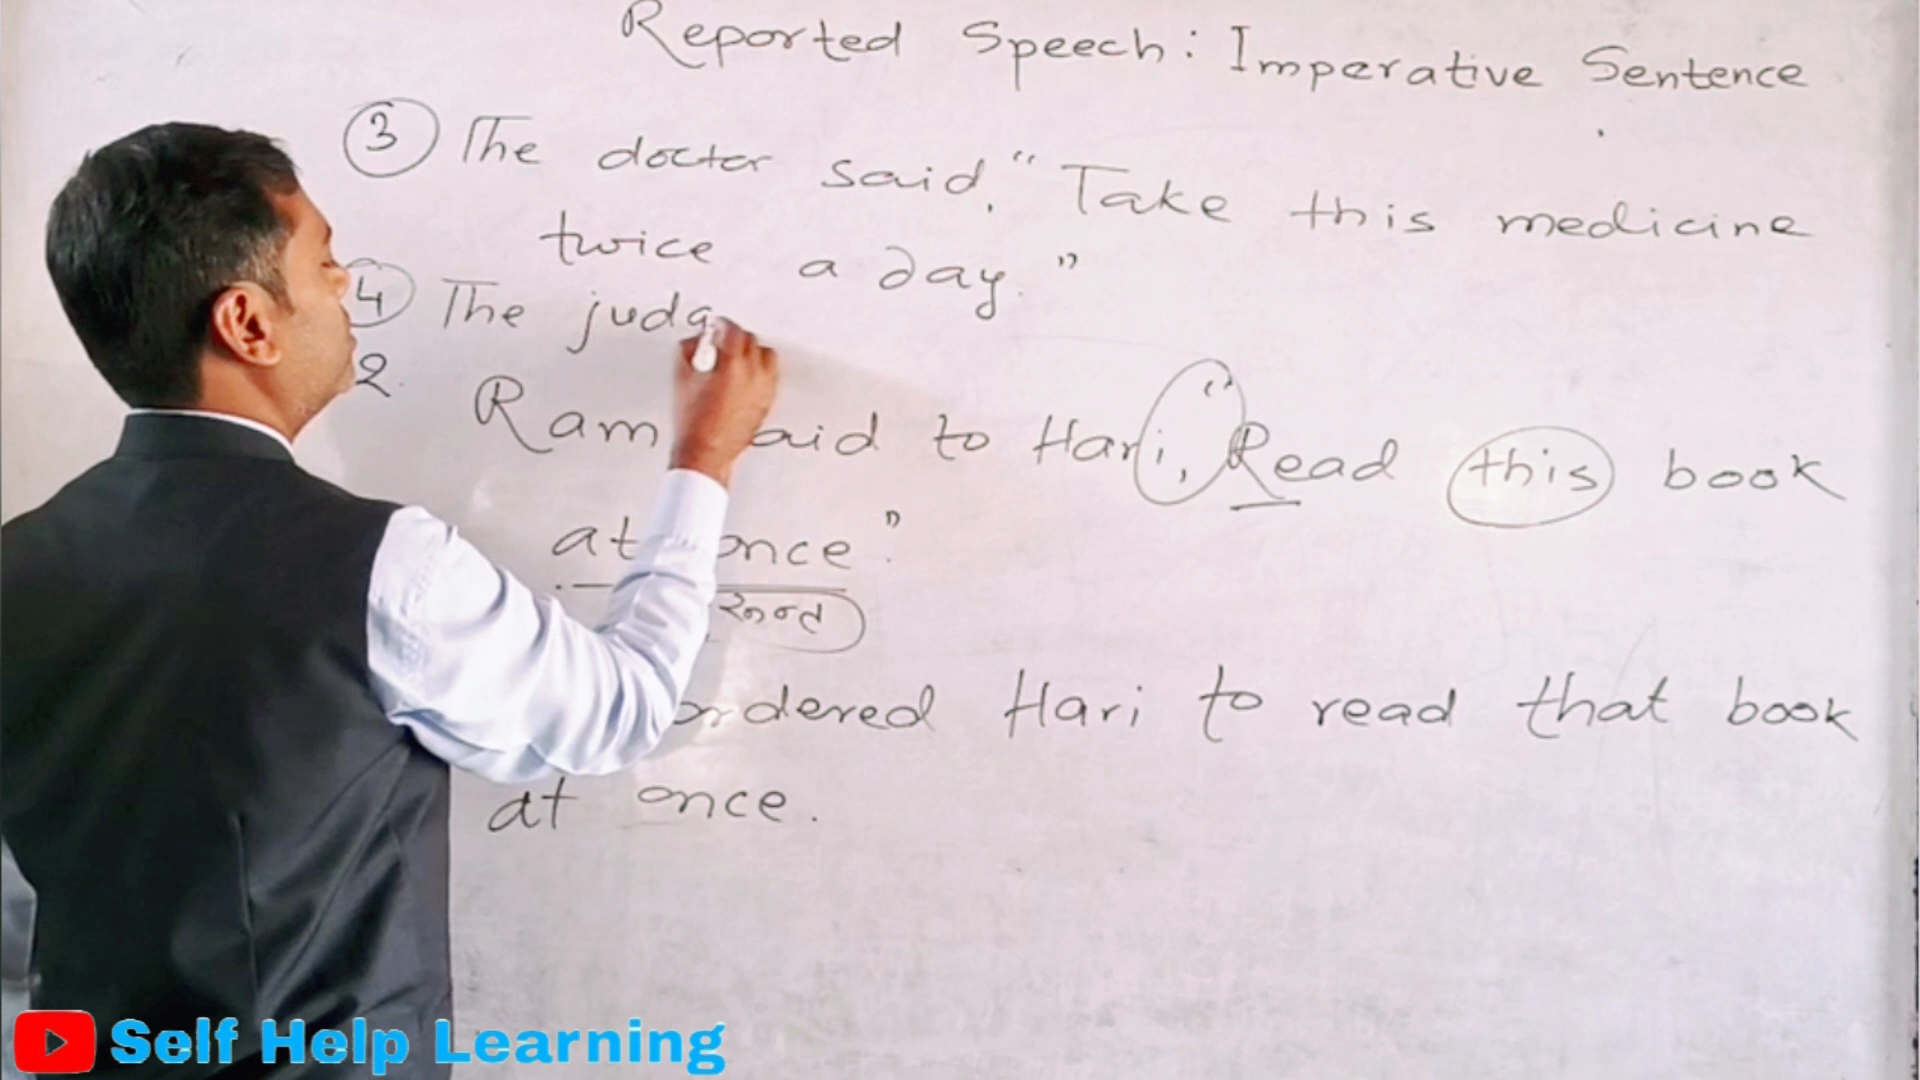 Reported Speech: Imperative Sentence
③ The doctor said, "Take this medicine
twice a day."
④ The judg
2. Ram said to Hari, "Read this book
at once."
ordered Hari to read that book
at once.
Self Help Learning